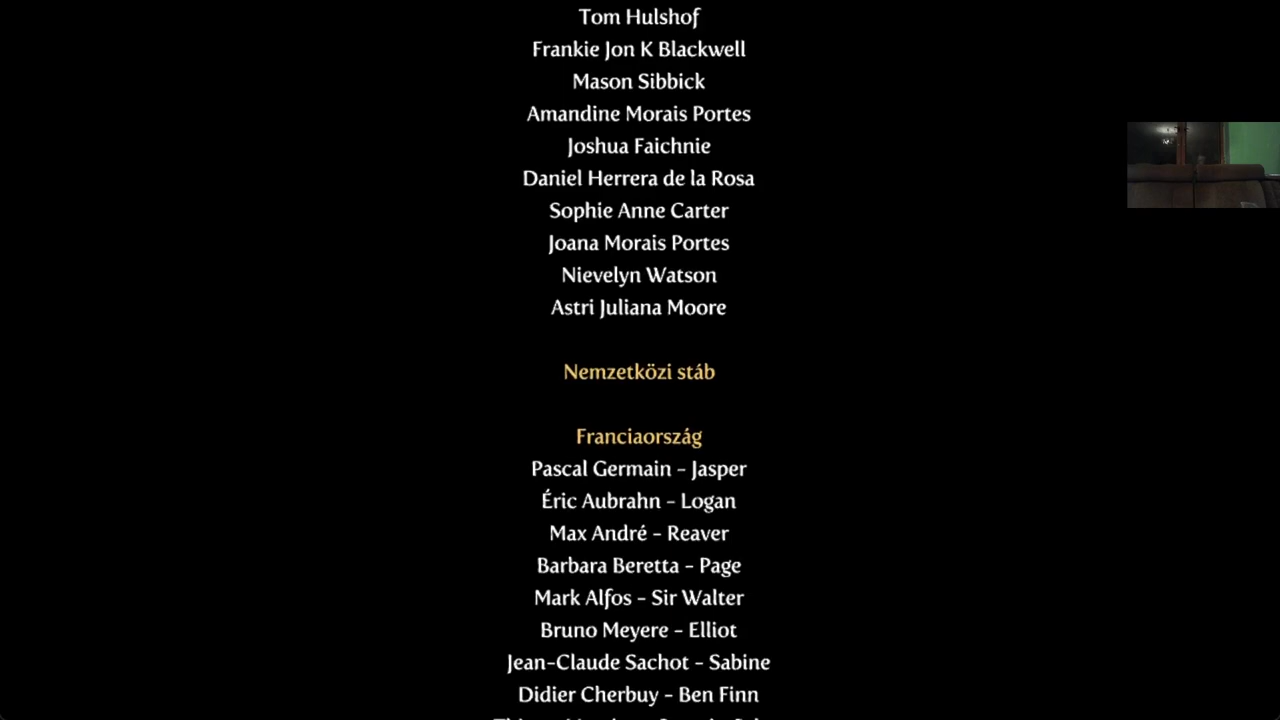 Tom Hulshof
Frankie Jon K Blackwell
Mason Sibbick
Amandine Morais Portes
Joshua Faichnie
Daniel Herrera de la Rosa
Sophie Anne Carter
Joana Morais Portes
Nievelyn Watson
Astri Juliana Moore
Nemzetközi stáb
Franciaország
Pascal Germain – Jasper
Éric Aubrahn – Logan
Max André – Reaver
Barbara Beretta – Page
Mark Alfos – Sir Walter
Bruno Meyere – Elliot
Jean-Claude Sachot – Sabine
Didier Cherbuy – Ben Finn